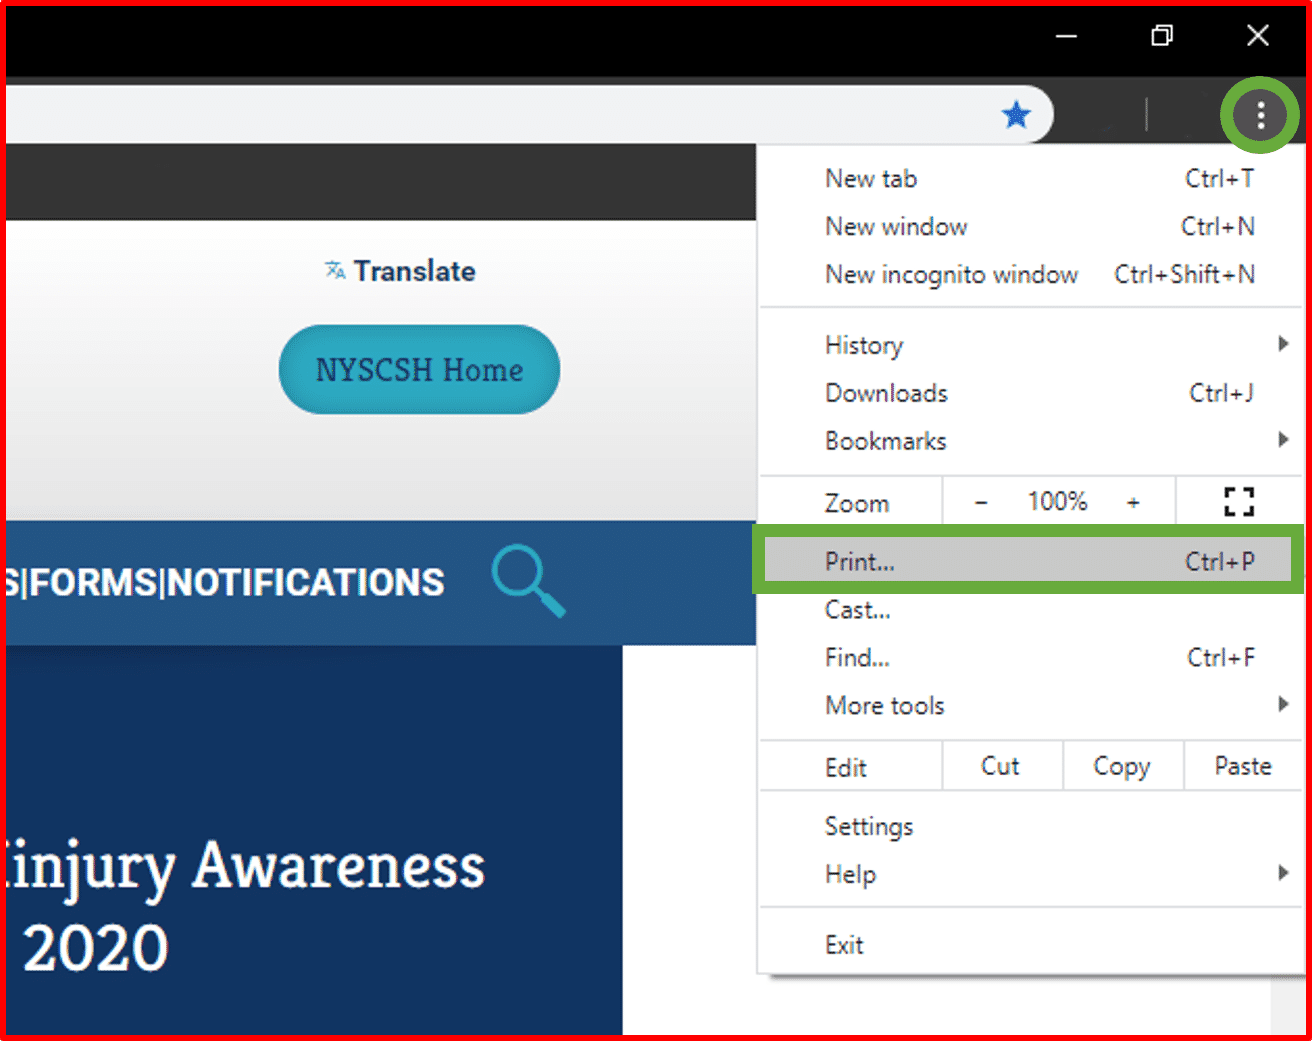 Translate
NYSCSH Home
S|FORMS|NOTIFICATIONS
injury Awareness
2020
New tab Ctrl+T
New window Ctrl+N
New incognito window Ctrl+Shift+N
History
Downloads Ctrl+J
Bookmarks
Zoom - 100% +
Print... Ctrl+P
Cast...
Find... Ctrl+F
More tools
Edit Cut Copy Paste
Settings
Help
Exit